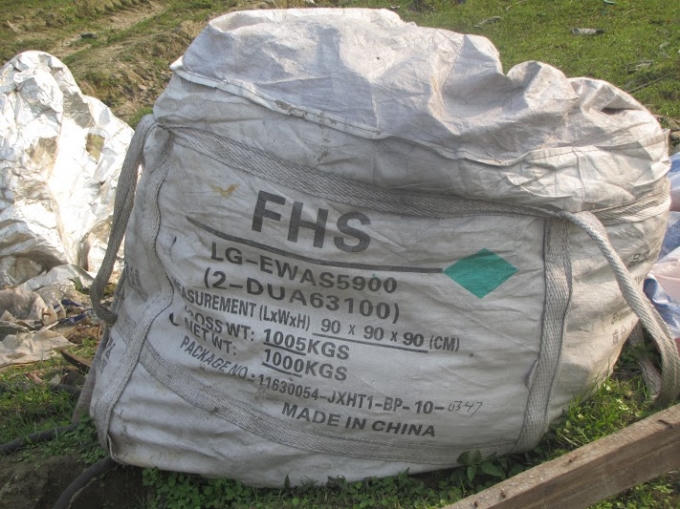 FHS
LG-EWAS5900
(2-DUA63100)
MEASUREMENT (LxWxH) 90 x 90 x 90 (CM)
GROSS WT: 1005KGS
NET WT: 1000KGS
PACKAGE NO.: 11630054-JXHT1-BP-10-6347
MADE IN CHINA